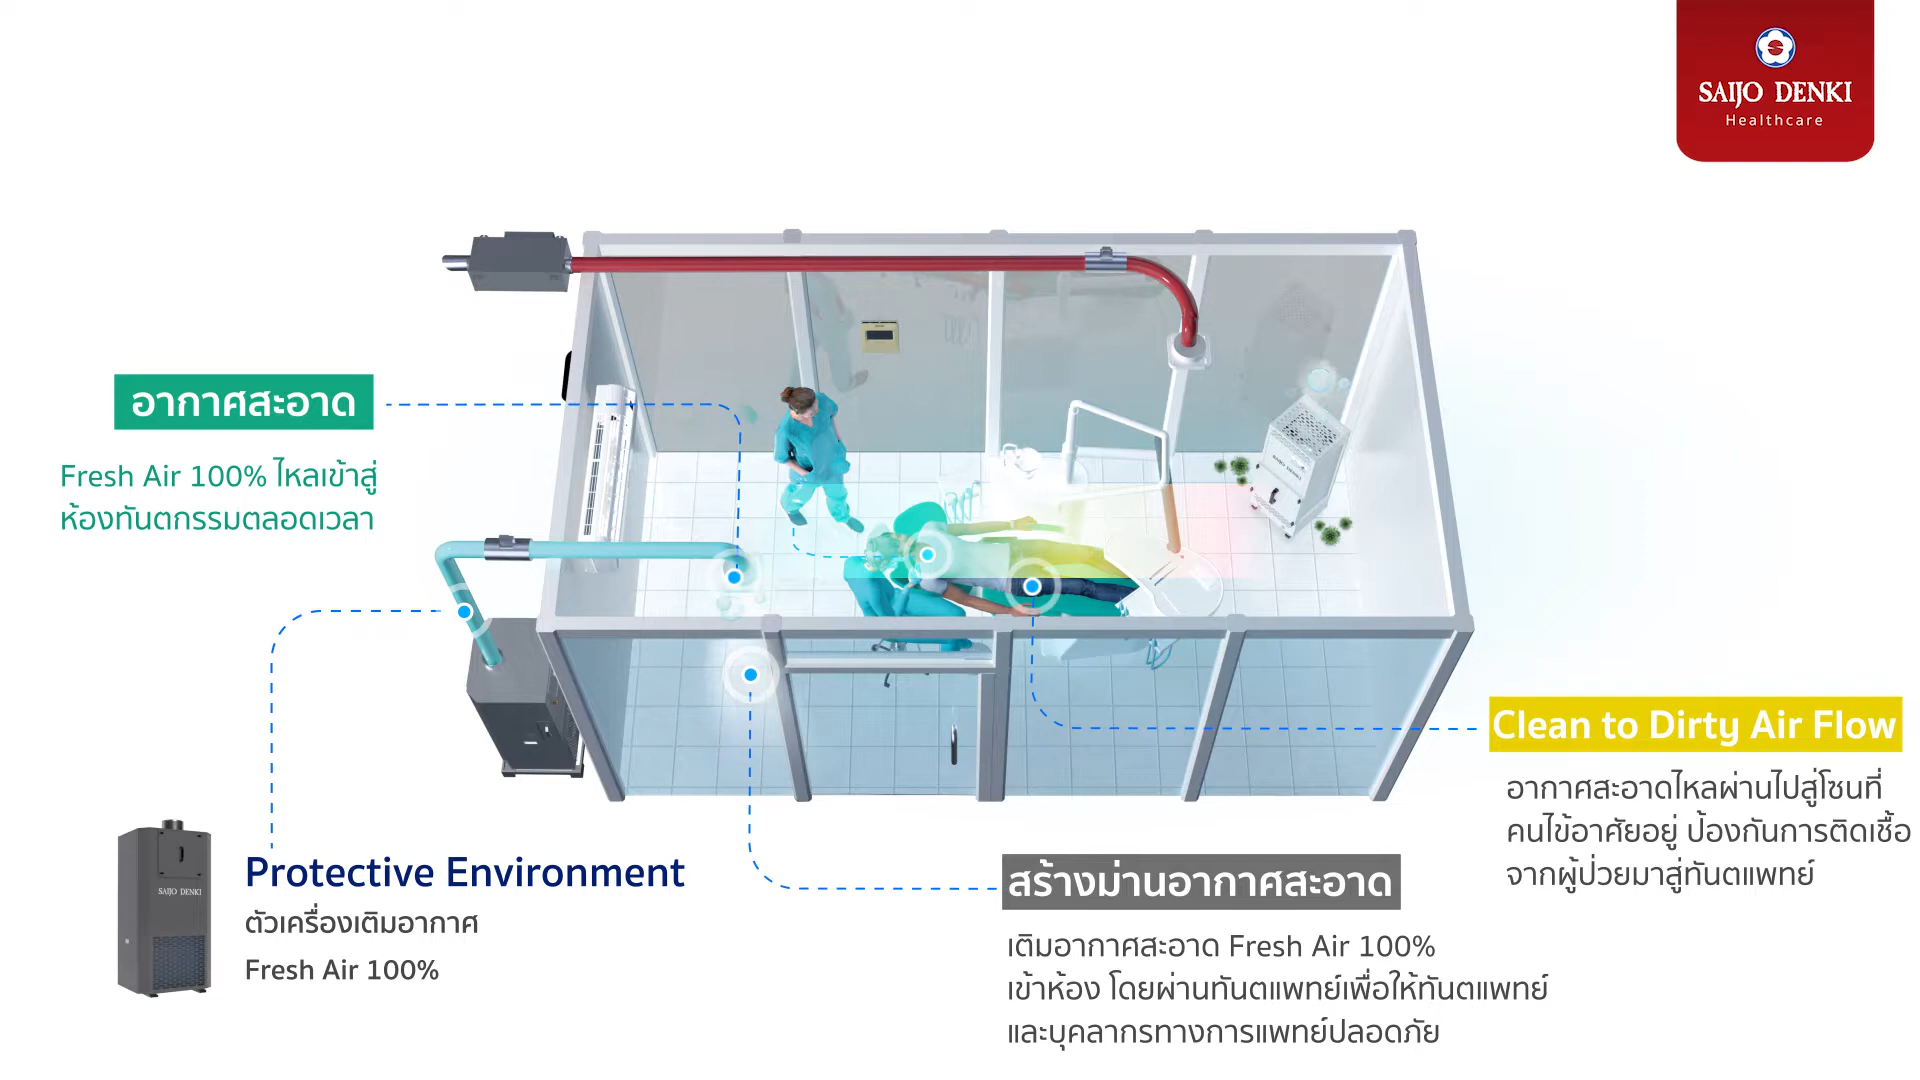 SAIJO DENKI
Healthcare
อากาศสะอาด
Fresh Air 100% ไหลเข้าสู่
ห้องทันตกรรมตลอดเวลา
SAIJO DENKI
Clean to Dirty Air Flow
อากาศสะอาดไหลผ่านไปสู่โซนที่
คนไข้อาศัยอยู่ ป้องกันการติดเชื้อ
จากผู้ป่วยมาสู่ทันตแพทย์
SAIJO DENKI
Protective Environment
ตัวเครื่องเติมอากาศ
Fresh Air 100%
สร้างม่านอากาศสะอาด
เติมอากาศสะอาด Fresh Air 100%
เข้าห้อง โดยผ่านทันตแพทย์เพื่อให้ทันตแพทย์
และบุคลากรทางการแพทย์ปลอดภัย